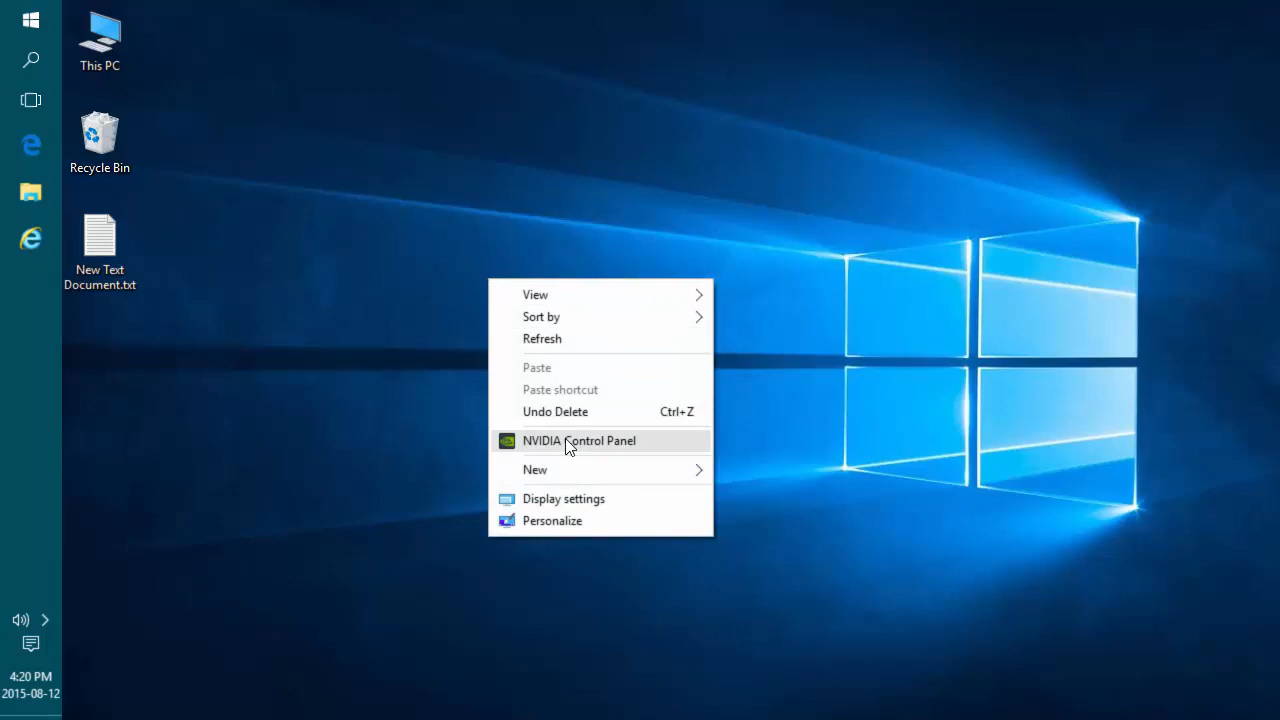 This PC
Recycle Bin
New Text
Document.txt
View
Sort by
Refresh
Paste
Paste shortcut
Undo Delete Ctrl+Z
NVIDIA Control Panel
New
Display settings
Personalize
4:20 PM
2015-08-12